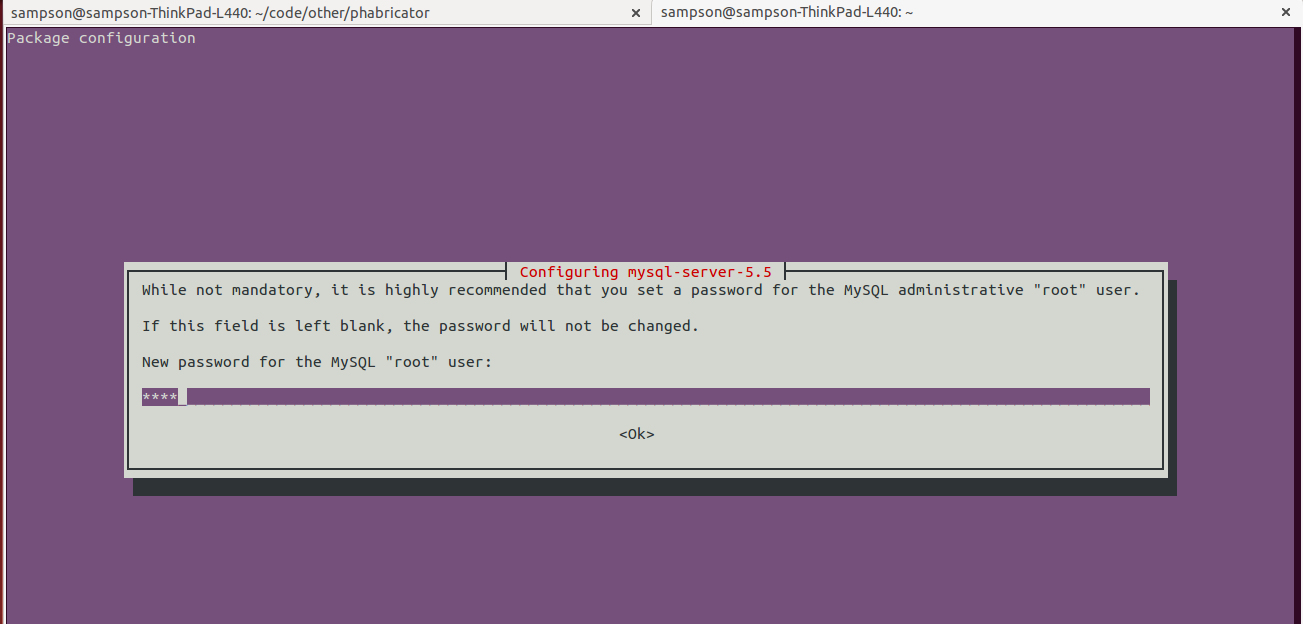 sampson@sampson-ThinkPad-L440: ~/code/other/phabricator × sampson@sampson-ThinkPad-L440: ~ ×
Package configuration
Configuring mysql-server-5.5
While not mandatory, it is highly recommended that you set a password for the MySQL administrative "root" user.
If this field is left blank, the password will not be changed.
New password for the MySQL "root" user:
****
<Ok>